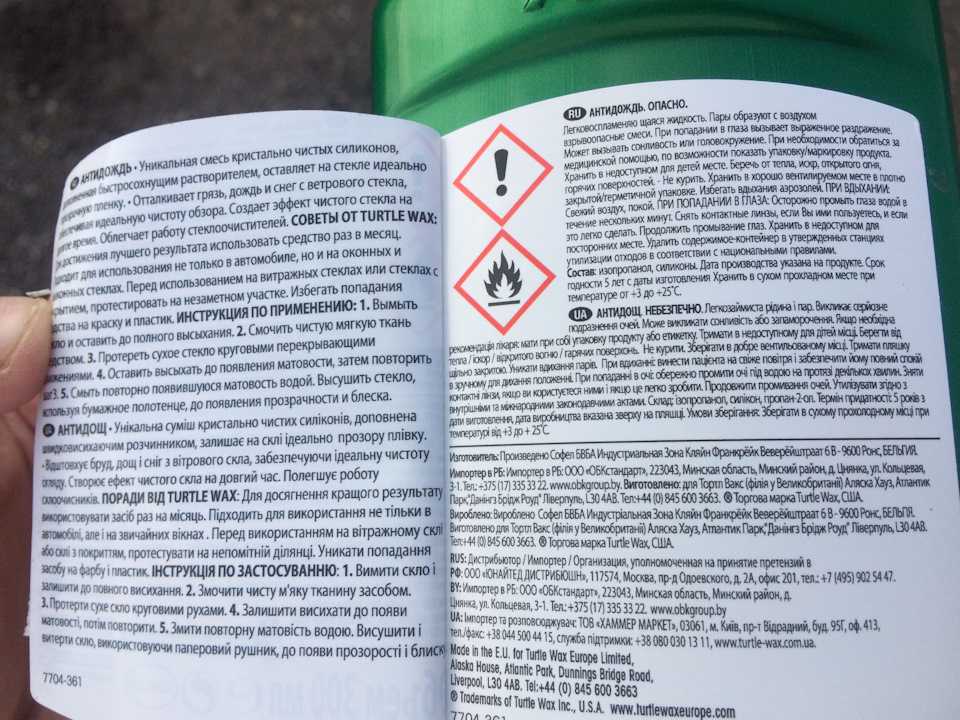 АНТИДОЖДЬ • Уникальная смесь кристально чистых силиконов,
быстросохнущим растворителем, оставляет на стекле идеально
пленку. • Отталкивает грязь, дождь и снег с ветрового стекла,
идеальную чистоту обзора. Создает эффект чистого стекла на
время. Облегчает работу стеклоочистителей. СОВЕТЫ ОТ TURTLE WAX:
достижения лучшего результата использовать средство раз в месяц.
для использования не только в автомобиле, но и на оконных и
стеклах. Перед использованием на витражных стеклах или стеклах с
протестировать на незаметном участке. Избегать попадания
на краску и пластик. ИНСТРУКЦИЯ ПО ПРИМЕНЕНИЮ: 1. Вымыть
и оставить до полного высыхания. 2. Смочить чистую мягкую ткань
3. Протереть сухое стекло круговыми перекрывающими
4. Оставить высыхать до появления матовости, затем повторить
5. Смыть повторно появившуюся матовость водой. Высушить стекло,
используя бумажное полотенце, до появления прозрачности и блеска.
АНТИДОЩ • Унікальна суміш кристально чистих силіконів, доповнена
швидковисихаючим розчинником, залишає на склі ідеально прозору плівку.
• Відштовхує бруд, дощ і сніг з вітрового скла, забезпечуючи ідеальну чистоту
огляду. Створює ефект чистого скла на довгий час. Полегшує роботу
склоочисників. ПОРАДИ ВІД TURTLE WAX: Для досягнення кращого результату
використовувати засіб раз на місяць. Підходить для використання не тільки в
автомобілі, але і на звичайних вікнах . Перед використанням на вітражному склі
або склі з покриттям, протестувати на непомітній ділянці. Уникати попадання
засобу на фарбу і пластик. ІНСТРУКЦІЯ ПО ЗАСТОСУВАННЮ: 1. Вимити скло і
залишити до повного висихання. 2. Змочити чисту м'яку тканину засобом.
3. Протерти сухе скло круговими рухами. 4. Залишити висихати до появи
матовості, потім повторити. 5. Змити повторну матовість водою. Висушити і
витерти скло, використовуючи паперовий рушник, до появи прозорості і блиску
7704-361
RU АНТИДОЖДЬ. ОПАСНО.
Легковоспламеняю щаяся жидкость. Пары образуют с воздухом
взрывоопасные смеси. При попадании в глаза вызывает выраженное раздражение.
Может вызывать сонливость или головокружение. При необходимости обратиться за
медицинской помощью, по возможности показать упаковку/маркировку продукта.
Хранить в недоступном для детей месте. Беречь от тепла, искр, открытого огня,
горячих поверхностей. - Не курить. Хранить в хорошо вентилируемом месте в плотно
закрытой/герметичной упаковке. Избегать вдыхания аэрозолей. ПРИ ВДЫХАНИИ:
Свежий воздух, покой. ПРИ ПОПАДАНИИ В ГЛАЗА: Осторожно промыть глаза водой в
течение нескольких минут. Снять контактные линзы, если Вы ими пользуетесь, и если
это легко сделать. Продолжить промывание глаз. Хранить в недоступном для
посторонних месте. Удалить содержимое-контейнер в утвержденных станциях
утилизации отходов в соответствии с национальными правилами.
Состав: изопропанол, силиконы. Дата производства указана на продукте. Срок
годности 5 лет с даты изготовления Хранить в сухом прохладном месте при
температуре от +3 до +25˚C.
UA АНТИДОЩ. НЕБЕЗПЕЧНО. Легкозаймиста рідина і пар. Викликає серйозне
подразнення очей. Може викликати сонливість або запаморочення. Якщо необхідна
рекомендація лікаря: мати при собі упаковку продукту або етикетку. Тримати в недоступному для дітей місці. Берегти від
тепла / іскор / відкритого вогню / гарячих поверхонь. Не курити. Зберігати в добре вентильованому місці. Тримати пляшку
щільно закритою. Уникати вдихання парів. При вдиханні: винести пацієнта на свіже повітря і забезпечити йому повний спокій
в зручному для дихання положенні. При попаданні в очі: обережно промити очі під водою на протязі декількох хвилин. Зняти
контактні лінзи, якщо ви користуєтеся ними і якщо це легко зробити. Продовжити промивання очей. Утилізувати згідно з
внутрішніми та міжнародними законодавчими актами. Склад: ізопропанол, силікон, пропан-2-ол. Термін придатності: 5 років з
дати виготовлення, дата виробництва вказана зверху на пляшці. Умови зберігання: Зберігати в сухому прохолодному місці при
температурі від +3 до + 25˚C.
Изготовитель: Произведено Софел БВБА Индустриальная Зона Кляйн Франкрёйк Веверёйштраат 6 B - 9600 Ронс, БЕЛЬГИЯ.
Импортер в РБ: Импортер в РБ: ООО «ОБКстандарт», 223043, Минская область, Минский район, д. Цнянка, ул. Кольцевая,
3-1. Тел.: +375 (17) 335 33 22. www.obkgroup.by. Виготовлено: для Тортл Вакс (філія у Великобританії) Аляска Хауз, Атлантик
Парк,"Данінгз Брідж Роуд" Ліверпуль, L30 4AB. Тел:+44 (0) 845 600 3663. ® Торгова марка Turtle Wax, США.
Вироблено: Вироблено Софел БВБА Индустріальная Зона Кляйн Франкрёйк Веверёйштраат 6 B - 9600 Ронс, БЕЛЬГІЯ.
Виготовлено для Тортл Вакс (філія у Великобританії) Аляска Хауз, Атлантик Парк,"Данінгз Брідж Роуд" Ліверпуль, L30 4AB.
Тел:+44 (0) 845 600 3663. ® Торгова марка Turtle Wax, США.
RUS: Дистрибьютор / Импортер / Организация, уполномоченная на принятие претензий в
РФ: ООО «ЮНАЙТЕД ДИСТРИБЮШН», 117574, Москва, пр-д Одоевского, д. 2А, офис 201, тел.: +7 (495) 902 54 47.
BY: Импортер в РБ: ООО «ОБКстандарт», 223043, Минская область, Минский район, д.
Цнянка, ул. Кольцевая, 3-1. Тел.: +375 (17) 335 33 22. www.obkgroup.by
UA: Імпортер та розповсюджувач: ТОВ «ХАММЕР МАРКЕТ», 03061, м. Київ, пр-т Відрадний, буд. 95Г, оф. 413,
тел./факс: +38 044 500 44 15, служба підтримки: +38 080 030 13 11, www.turtle-wax.com.ua.
Made in the E.U. for Turtle Wax Europe Limited,
Alaska House, Atlantic Park, Dunnings Bridge Road,
Liverpool, L30 4AB. Tel:+44 (0) 845 600 3663
® Trademarks of Turtle Wax Inc., U.S.A. www.turtlewaxeurope.com
7704-361